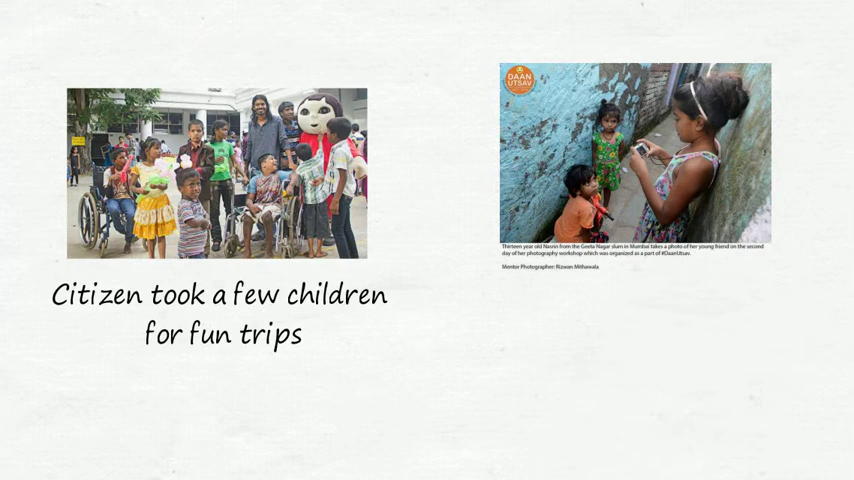 DAAN
UTSAV
Thirteen year old Nasrin from the Geeta Nagar slum in Mumbai takes a photo of her young friend on the second
day of her photography workshop which was organized as a part of #DaanUtsav.
Mentor Photographer: Rizwan Mithawala
Citizen took a few children
for fun trips